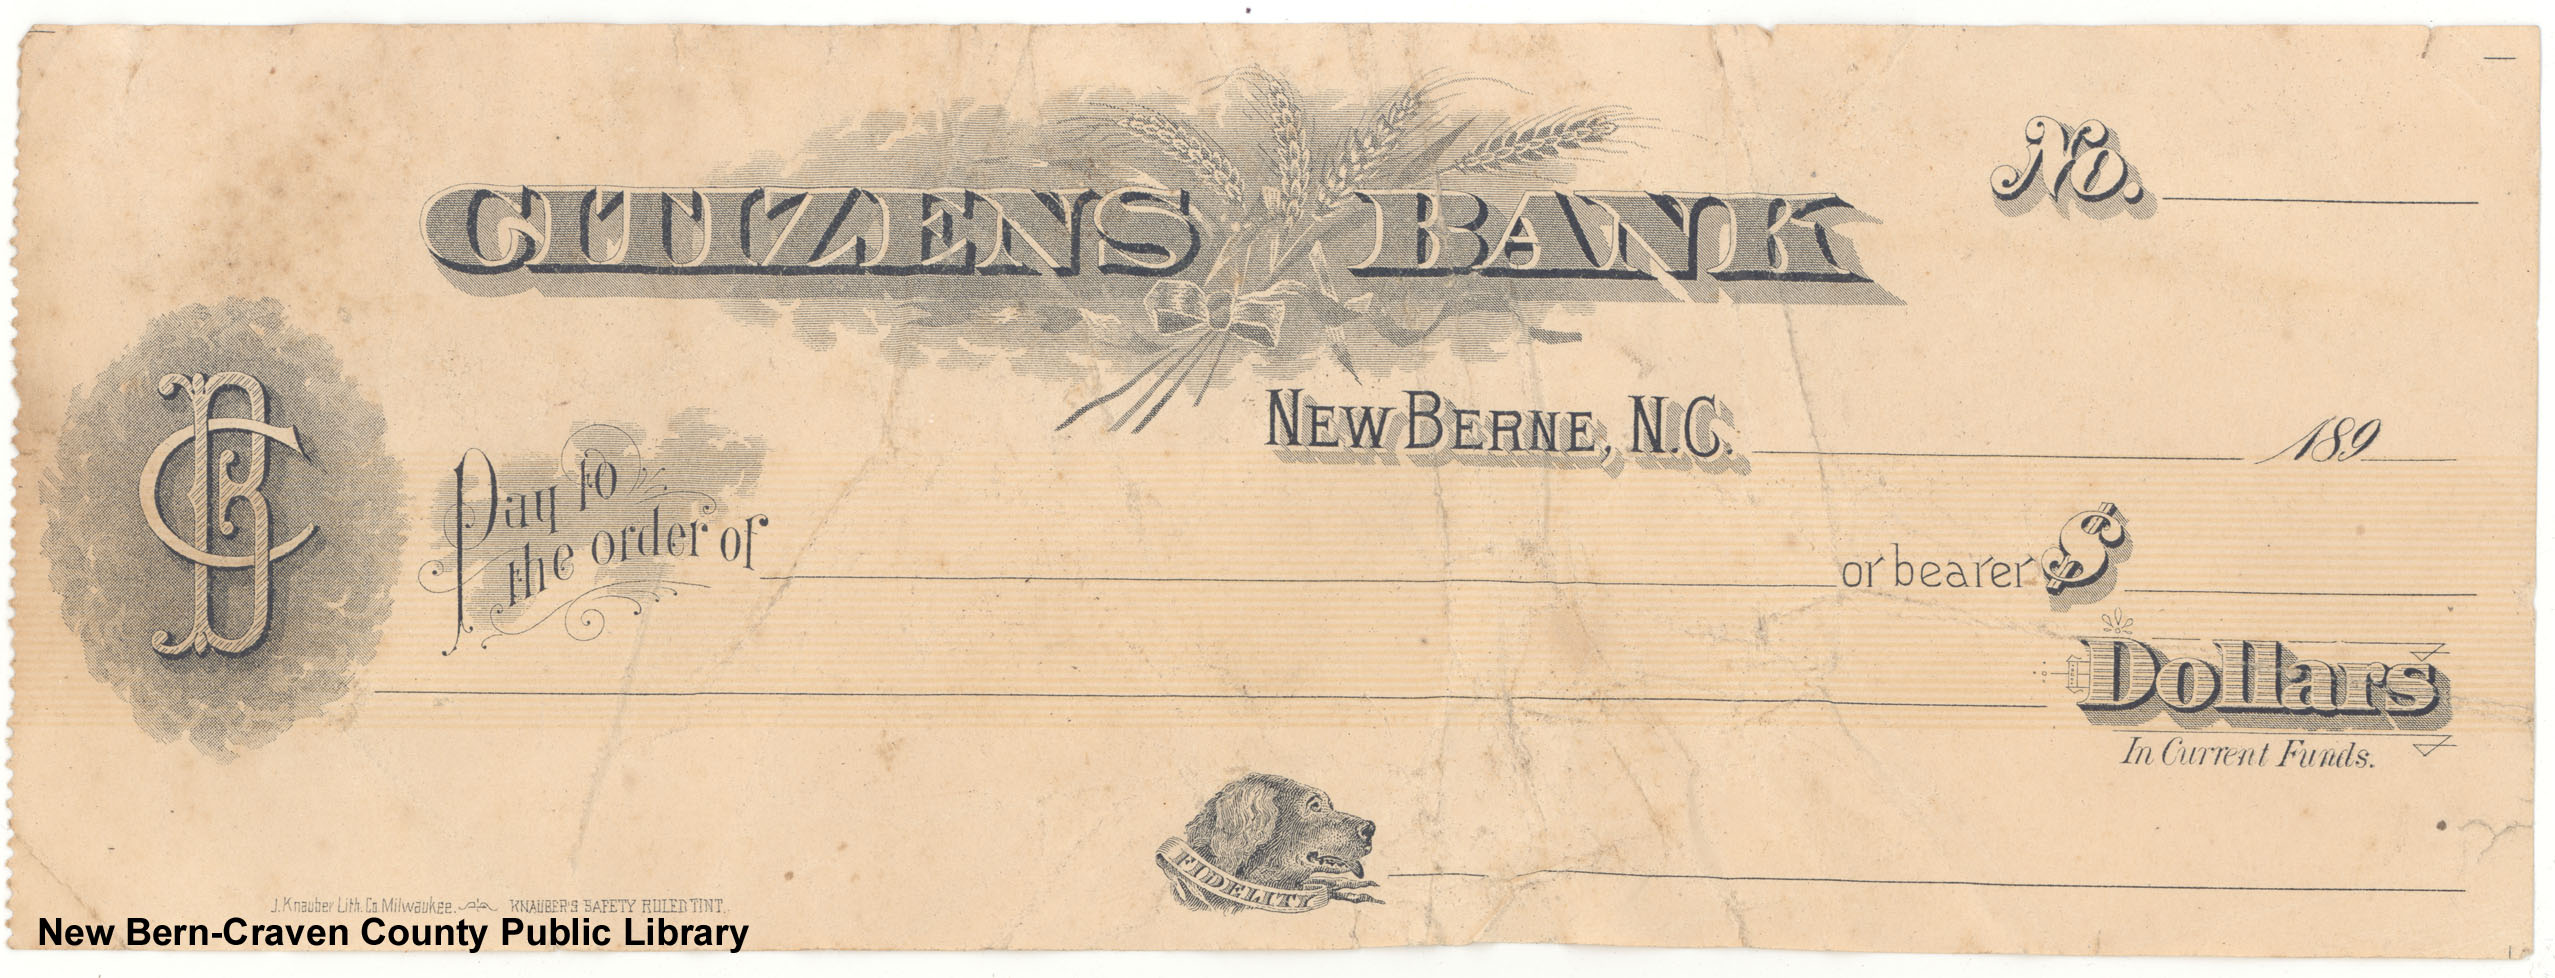 No.
CITIZENS BANK
NEW BERNE, N.C. 189
CB
Pay to
the order of or bearer $
Dollars
In Current Funds.
FIDELITY
J. Knauber Lith. Co. Milwaukee. KNAUBER'S SAFETY RULED TINT.
New Bern-Craven County Public Library